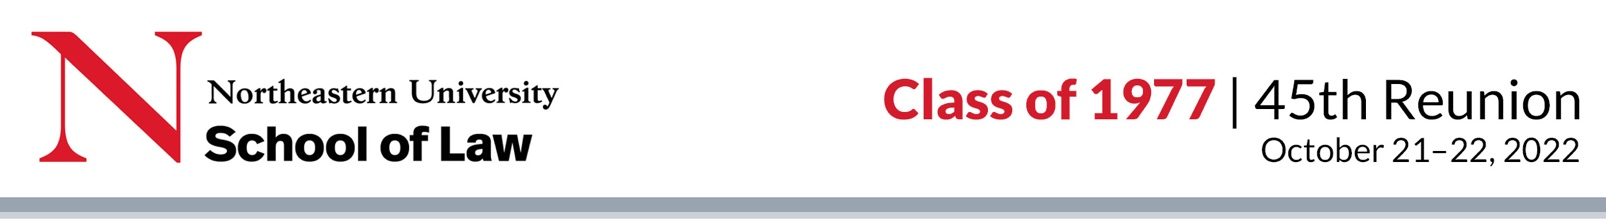 N
Northeastern University
School of Law
Class of 1977 | 45th Reunion
October 21–22, 2022